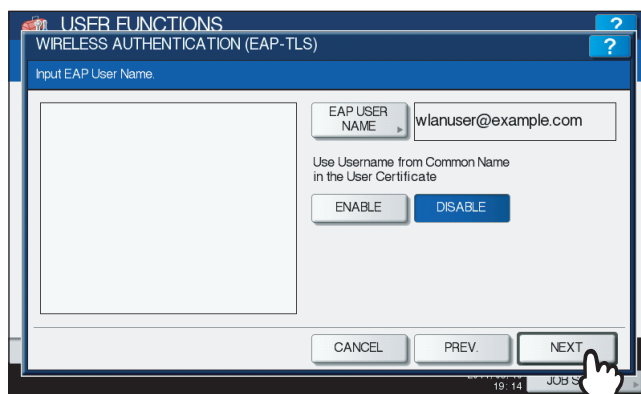 USER FUNCTIONS
?
WIRELESS AUTHENTICATION (EAP-TLS)
?
Input EAP User Name.
EAP USER
NAME
wlanuser@example.com
Use Username from Common Name
in the User Certificate
ENABLE
DISABLE
CANCEL
PREV.
NEXT
19:14
JOB S